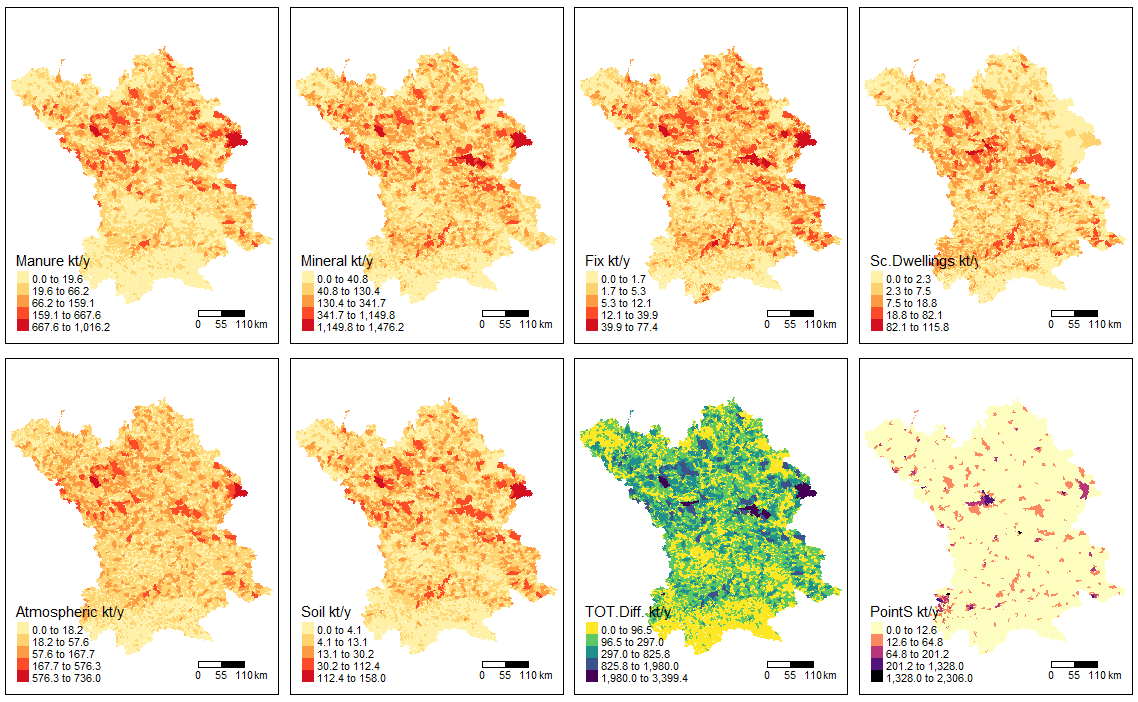 Manure kt/y
0.0 to 19.6
19.6 to 66.2
66.2 to 159.1
159.1 to 667.6
667.6 to 1,016.2
0 55 110 km
Mineral kt/y
0.0 to 40.8
40.8 to 130.4
130.4 to 341.7
341.7 to 1,149.8
1,149.8 to 1,476.2
0 55 110 km
Fix kt/y
0.0 to 1.7
1.7 to 5.3
5.3 to 12.1
12.1 to 39.9
39.9 to 77.4
0 55 110 km
Sc.Dwellings kt/y
0.0 to 2.3
2.3 to 7.5
7.5 to 18.8
18.8 to 82.1
82.1 to 115.8
0 55 110 km
Atmospheric kt/y
0.0 to 18.2
18.2 to 57.6
57.6 to 167.7
167.7 to 576.3
576.3 to 736.0
0 55 110 km
Soil kt/y
0.0 to 4.1
4.1 to 13.1
13.1 to 30.2
30.2 to 112.4
112.4 to 158.0
0 55 110 km
TOT.Diff. kt/y
0.0 to 96.5
96.5 to 297.0
297.0 to 825.8
825.8 to 1,980.0
1,980.0 to 3,399.4
0 55 110 km
PointS kt/y
0.0 to 12.6
12.6 to 64.8
64.8 to 201.2
201.2 to 1,328.0
1,328.0 to 2,306.0
0 55 110 km